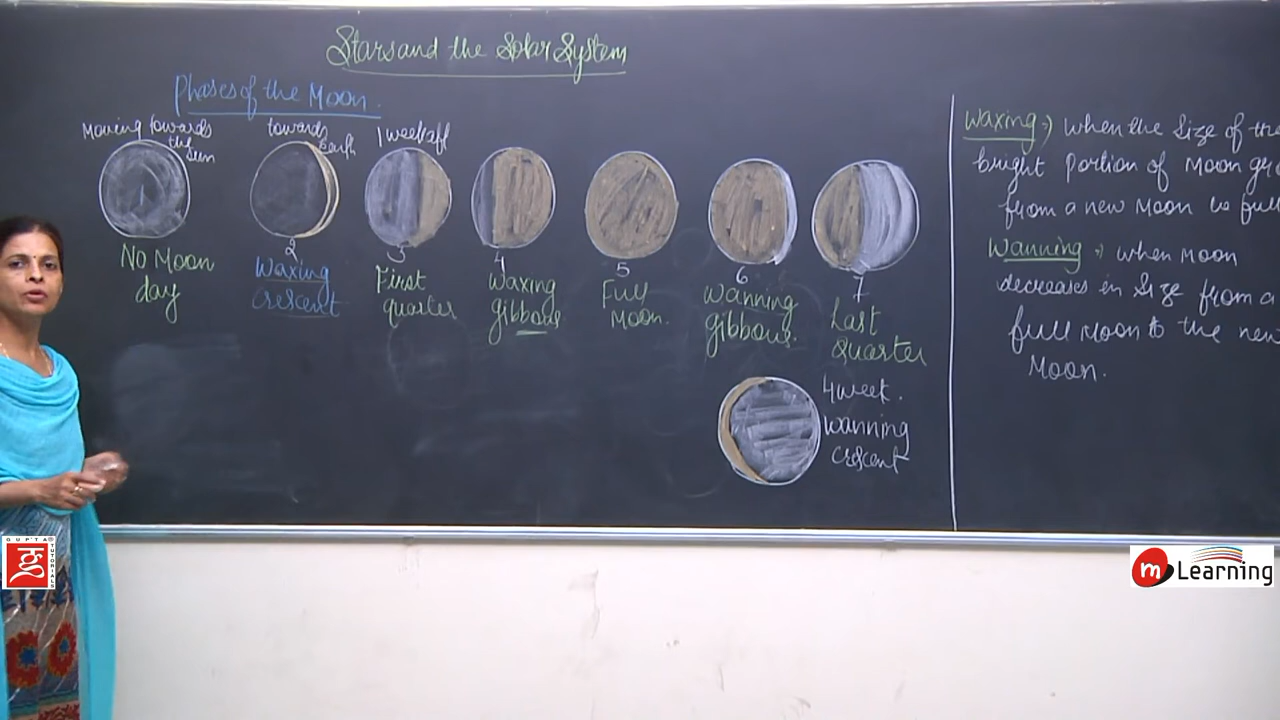 Stars and the Solar System
Phases of the Moon.
Moving towards
the
Sun
towards
Earth
1 week aft
2
3
4
5
6
7
No Moon
day
Waxing
crescent
First
quarter
Waxing
gibbous
Full
Moon.
Wanning
gibbous.
Last
Quarter
4 week.
wanning
crescent
Waxing :) When the Size of the
bright Portion of Moon gr
from a new Moon to full
Wanning :) When Moon
decreases in Size from a
full Moon to the new
Moon.
GUPTA
TUTORIALS
m Learning